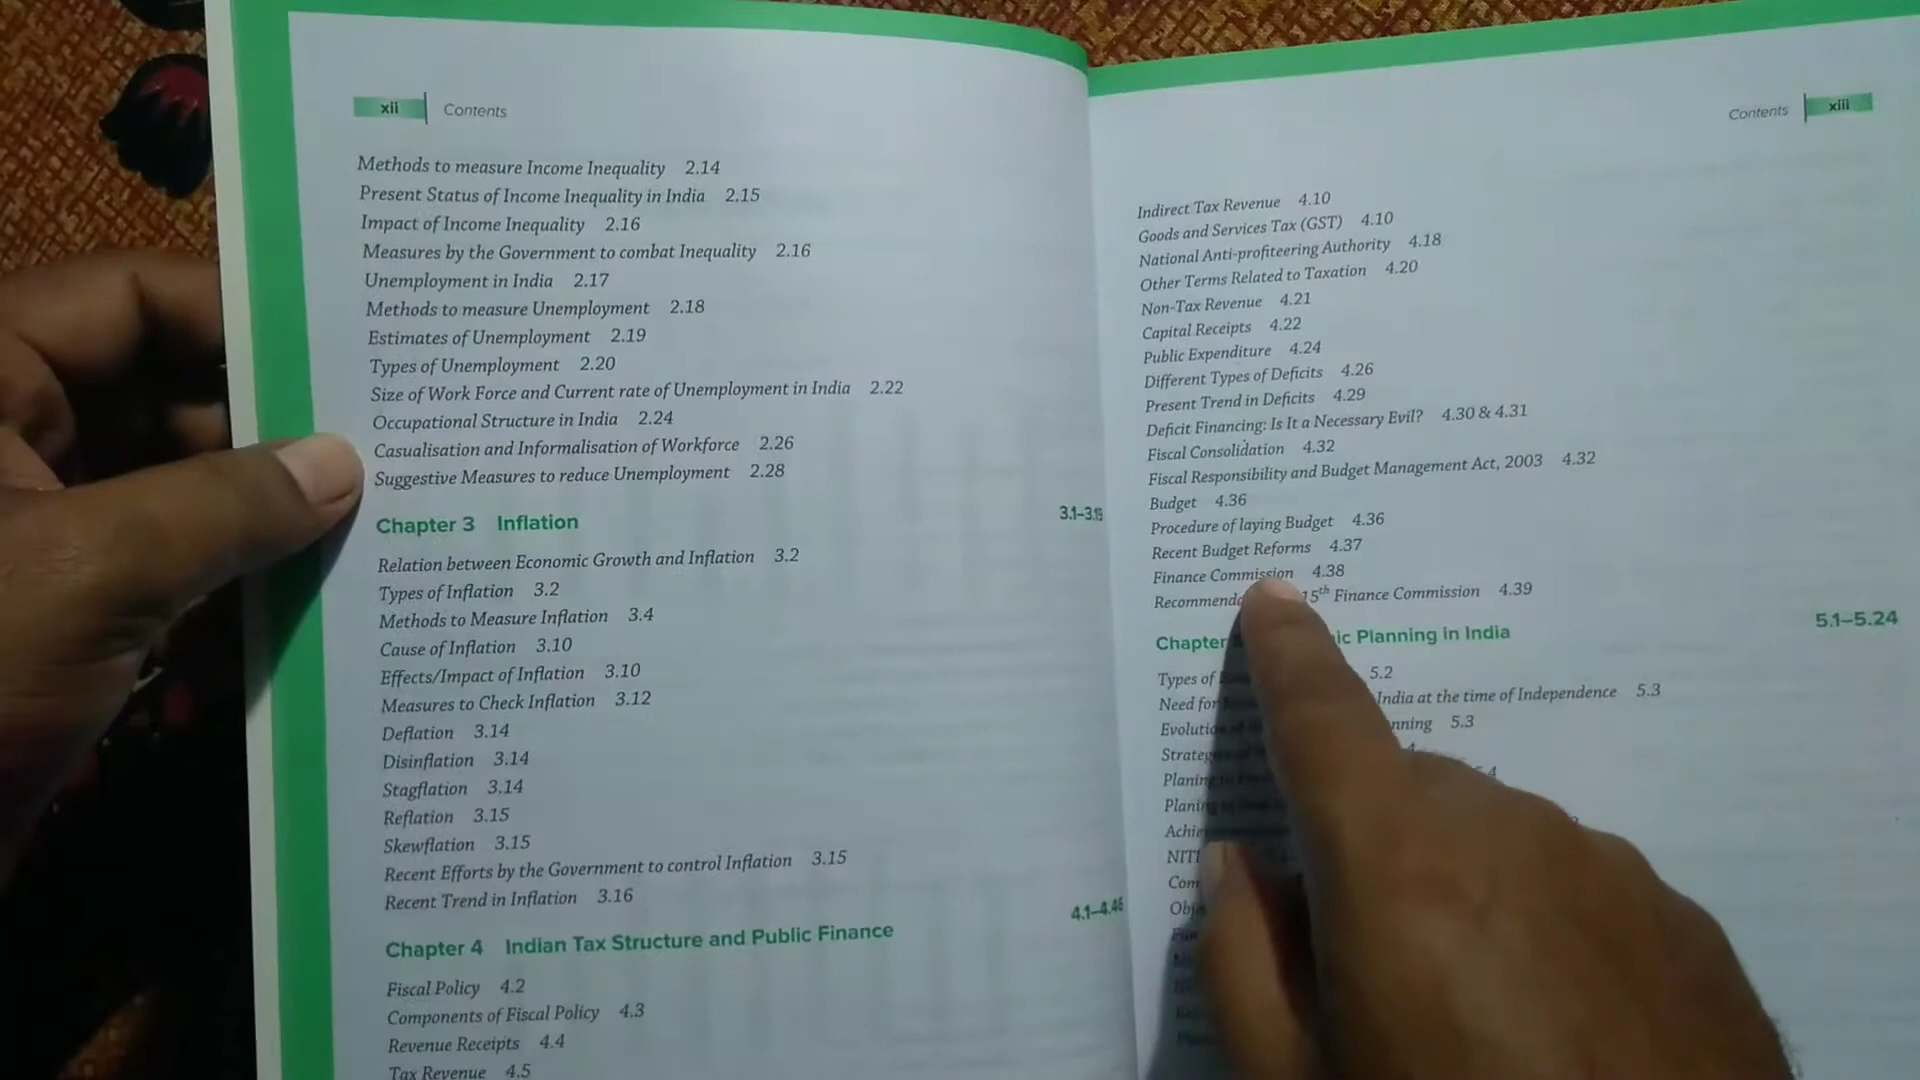 xii Contents
Methods to measure Income Inequality 2.14
Present Status of Income Inequality in India 2.15
Impact of Income Inequality 2.16
Measures by the Government to combat Inequality 2.16
Unemployment in India 2.17
Methods to measure Unemployment 2.18
Estimates of Unemployment 2.19
Types of Unemployment 2.20
Size of Work Force and Current rate of Unemployment in India 2.22
Occupational Structure in India 2.24
Casualisation and Informalisation of Workforce 2.26
Suggestive Measures to reduce Unemployment 2.28
Chapter 3 Inflation
Relation between Economic Growth and Inflation 3.2
Types of Inflation 3.2
Methods to Measure Inflation 3.4
Cause of Inflation 3.10
Effects/Impact of Inflation 3.10
Measures to Check Inflation 3.12
Deflation 3.14
Disinflation 3.14
Stagflation 3.14
Reflation 3.15
Skewflation 3.15
Recent Efforts by the Government to control Inflation 3.15
Recent Trend in Inflation 3.16
Chapter 4 Indian Tax Structure and Public Finance 4.1–4.46
Fiscal Policy 4.2
Components of Fiscal Policy 4.3
Revenue Receipts 4.4
Tax Revenue 4.5
Contents xiii
Indirect Tax Revenue 4.10
Goods and Services Tax (GST) 4.10
National Anti-profiteering Authority 4.18
Other Terms Related to Taxation 4.20
Non-Tax Revenue 4.21
Capital Receipts 4.22
Public Expenditure 4.24
Different Types of Deficits 4.26
Present Trend in Deficits 4.29
Deficit Financing: Is It a Necessary Evil? 4.30 & 4.31
Fiscal Consolidation 4.32
Fiscal Responsibility and Budget Management Act, 2003 4.32
Budget 4.36
Procedure of laying Budget 4.36
Recent Budget Reforms 4.37
Finance Commission 4.38
15th Finance Commission 4.39
Chapter Planning in India 5.1–5.24
Types of 5.2
Need for India at the time of Independence 5.3
5.3